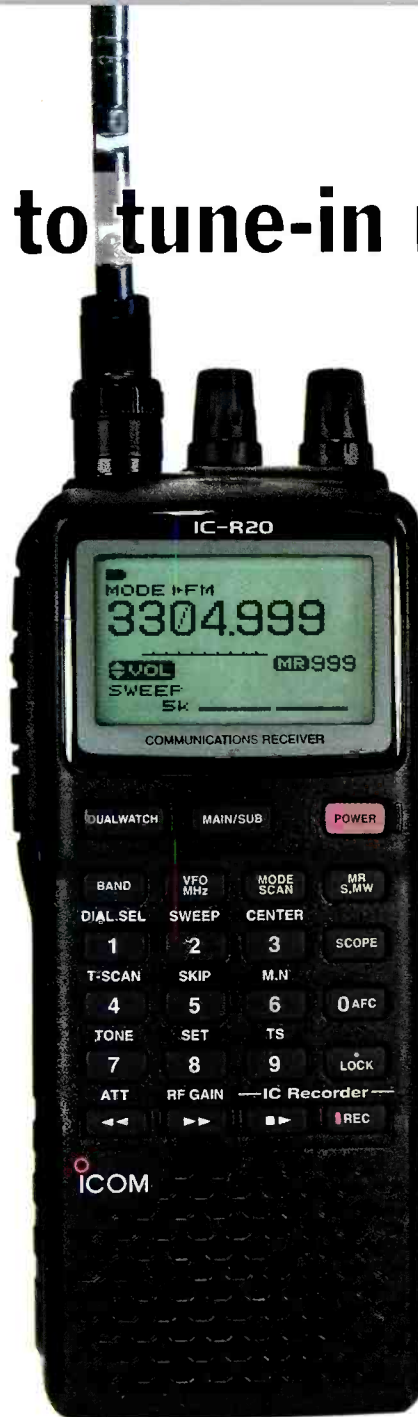 to tune-in
IC-R20
MODE FM
3304.999
VOL MR 999
SWEEP
5k
COMMUNICATIONS RECEIVER
DUALWATCH MAIN/SUB POWER
BAND VFO MHz MODE SCAN MR S.MW
DIAL.SEL SWEEP CENTER
1 2 3 SCOPE
T-SCAN SKIP M.N
4 5 6 0 AFC
TONE SET TS
7 8 9 LOCK
ATT RF GAIN IC Recorder
◄◄ ►► ■► REC
ICOM